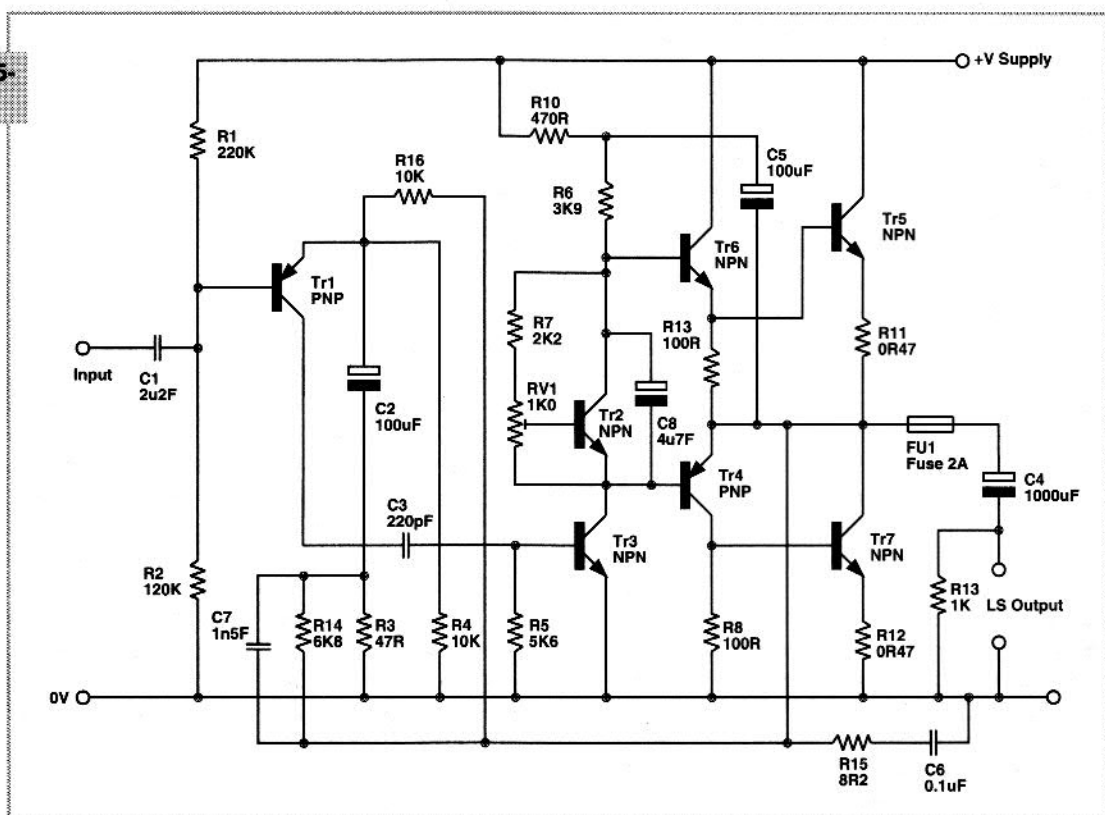 5-
+V Supply
R1
220K
R10
470R
R16
10K
R6
3K9
C5
100uF
Tr5
NPN
Tr6
NPN
Tr1
PNP
R7
2K2
R13
100R
R11
0R47
Input
C1
2u2F
C2
100uF
RV1
1K0
Tr2
NPN
C8
4u7F
FU1
Fuse 2A
Tr4
PNP
C4
1000uF
C3
220pF
Tr3
NPN
Tr7
NPN
R2
120K
C7
1n5F
R14
6K8
R3
47R
R4
10K
R5
5K6
R8
100R
R12
0R47
R13
1K
LS Output
0V
R15
8R2
C6
0.1uF